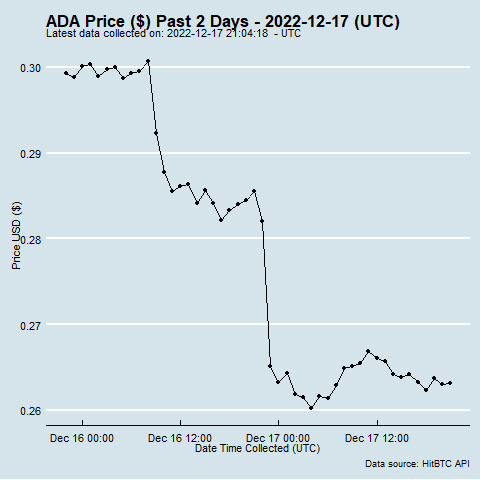 ADA Price ($) Past 2 Days - 2022-12-17 (UTC)
Latest data collected on: 2022-12-17 21:04:18 - UTC
0.30
0.29
0.28
0.27
0.26
Price USD ($)
Dec 16 00:00 Dec 16 12:00 Dec 17 00:00 Dec 17 12:00
Date Time Collected (UTC)
Data source: HitBTC API